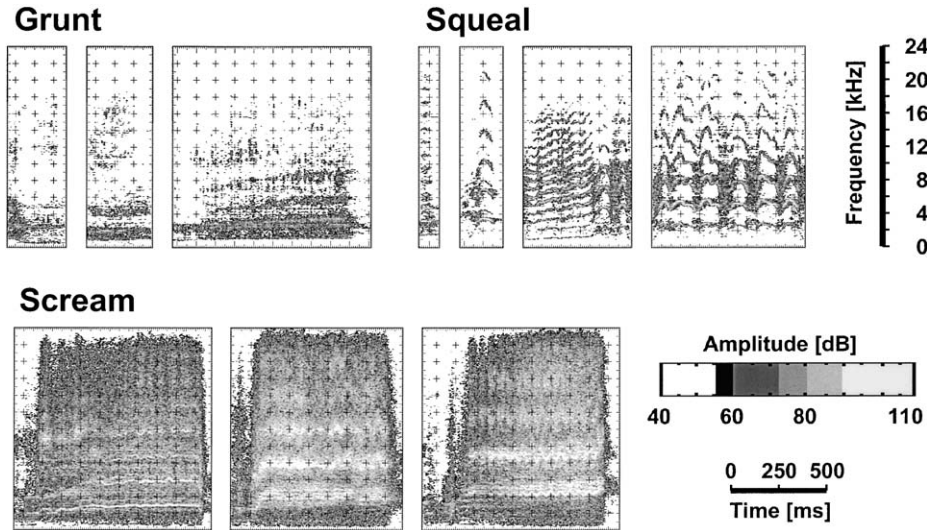 Grunt
Squeal
24
20
16
12
8
4
0
Frequency [kHz]
Scream
Amplitude [dB]
40 60 80 110
0 250 500
Time [ms]